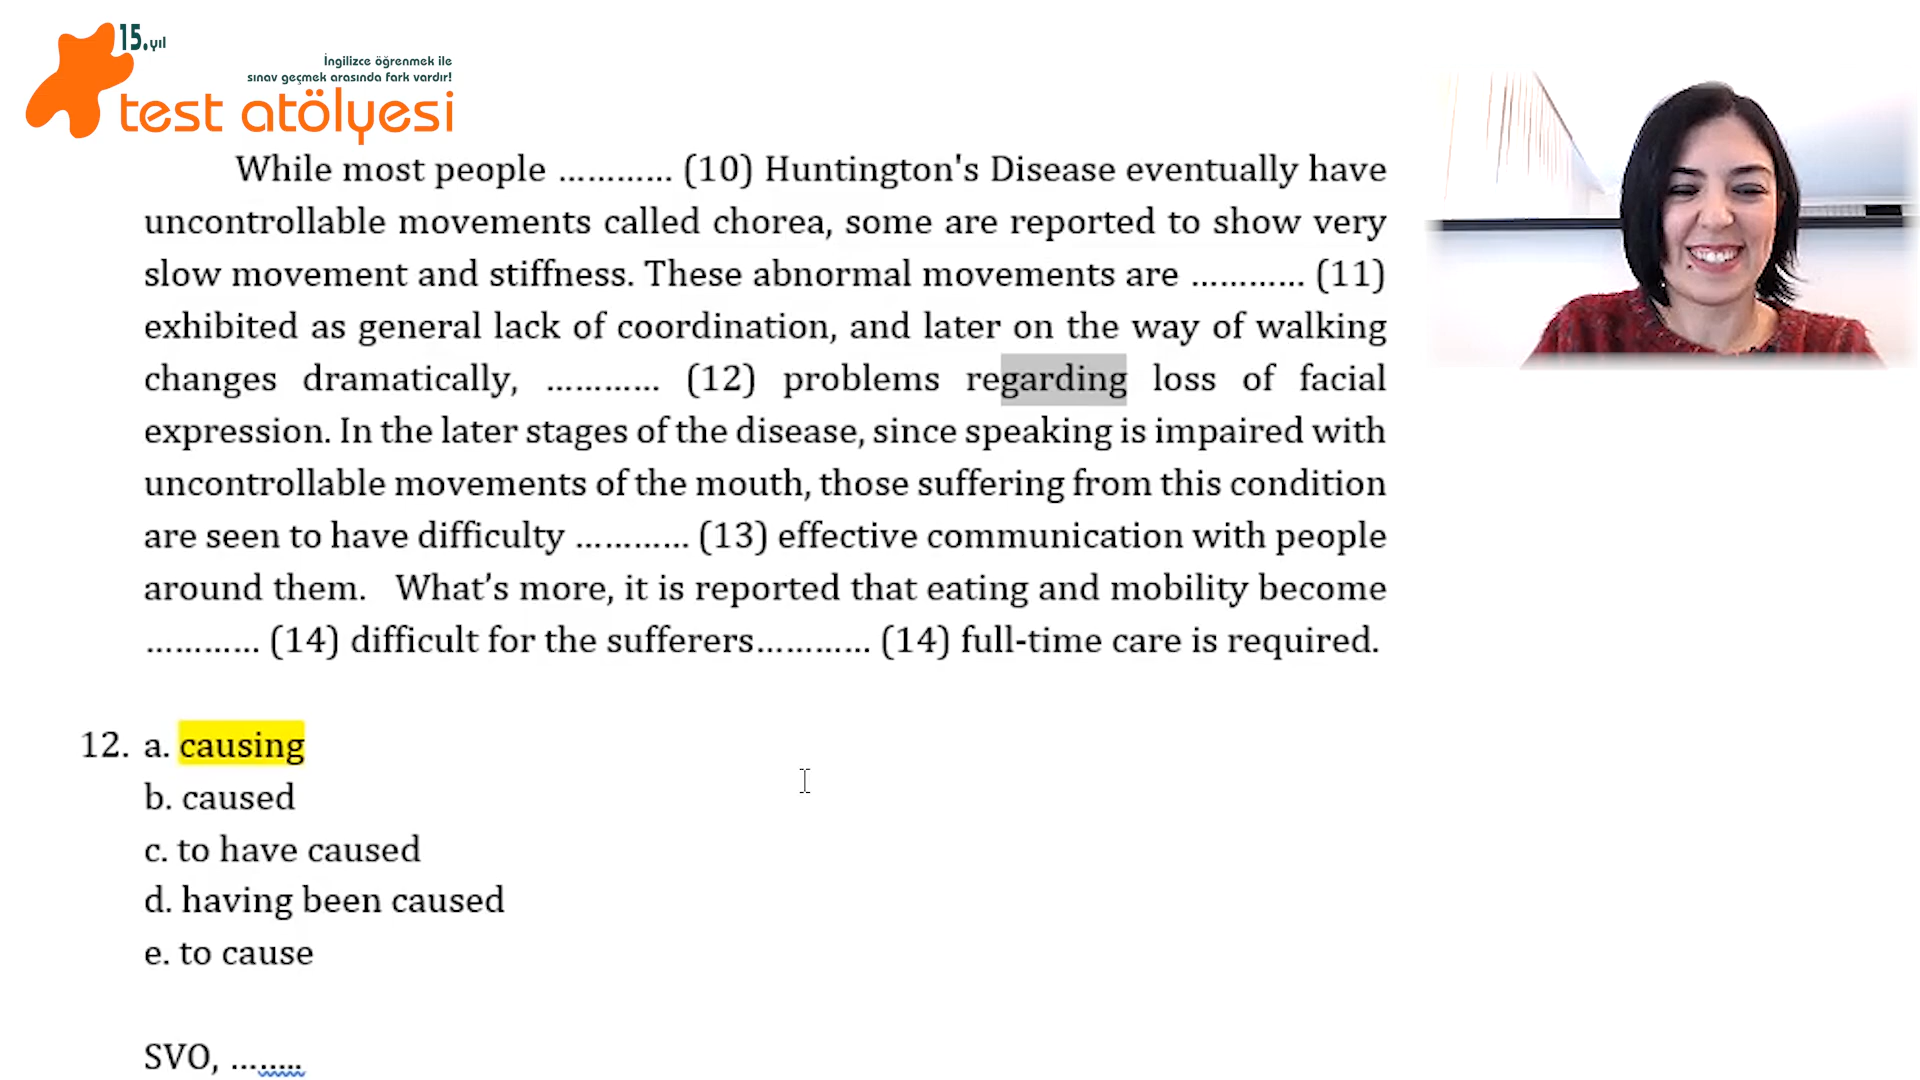 15.yıl
İngilizce öğrenmek ile
sınav geçmek arasında fark vardır!
test atölyesi
While most people ………… (10) Huntington's Disease eventually have
uncontrollable movements called chorea, some are reported to show very
slow movement and stiffness. These abnormal movements are ………… (11)
exhibited as general lack of coordination, and later on the way of walking
changes dramatically, ………… (12) problems regarding loss of facial
expression. In the later stages of the disease, since speaking is impaired with
uncontrollable movements of the mouth, those suffering from this condition
are seen to have difficulty ………… (13) effective communication with people
around them. What's more, it is reported that eating and mobility become
………… (14) difficult for the sufferers………… (14) full-time care is required.
12. a. causing
b. caused
c. to have caused
d. having been caused
e. to cause
SVO, ……..